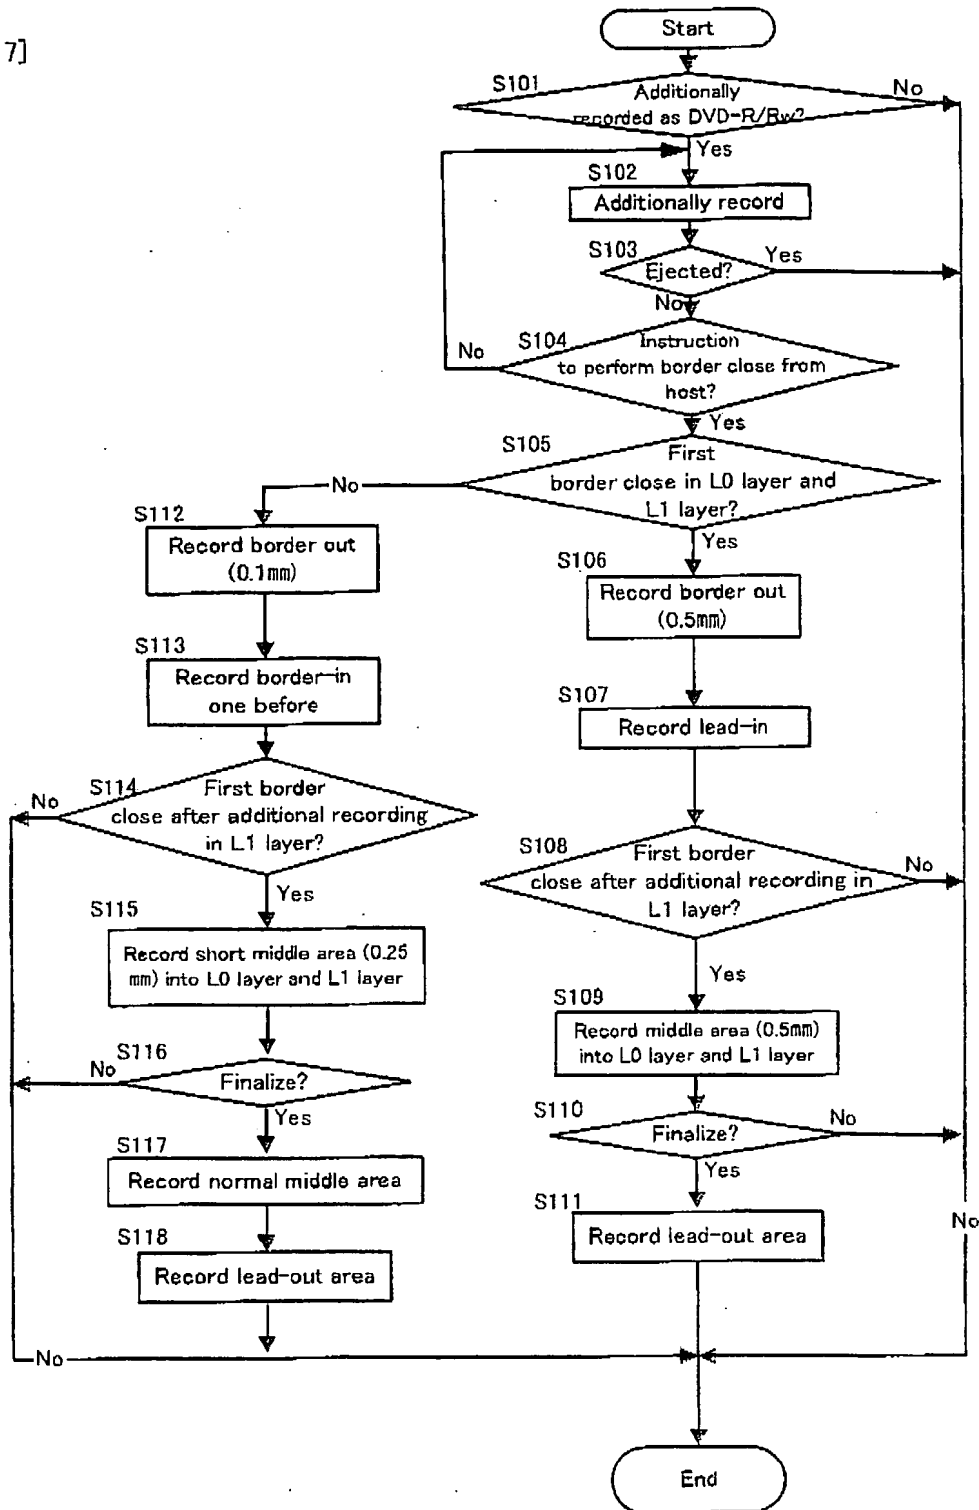 7]
Start
S101
Additionally
recorded as DVD-R/Rw?
No
Yes
S102
Additionally record
S103
Ejected?
Yes
No
S104
Instruction
to perform border close from
host?
No
Yes
S105
First
border close in L0 layer and
L1 layer?
No
Yes
S112
Record border out
(0.1mm)
S106
Record border out
(0.5mm)
S113
Record border-in
one before
S107
Record lead-in
S114
First border
close after additional recording
in L1 layer?
No
Yes
S108
First border
close after additional recording in
L1 layer?
No
Yes
S115
Record short middle area (0.25
mm) into L0 layer and L1 layer
S109
Record middle area (0.5mm)
into L0 layer and L1 layer
S116
Finalize?
No
Yes
S110
Finalize?
No
Yes
S117
Record normal middle area
S111
Record lead-out area
S118
Record lead-out area
No
No
End